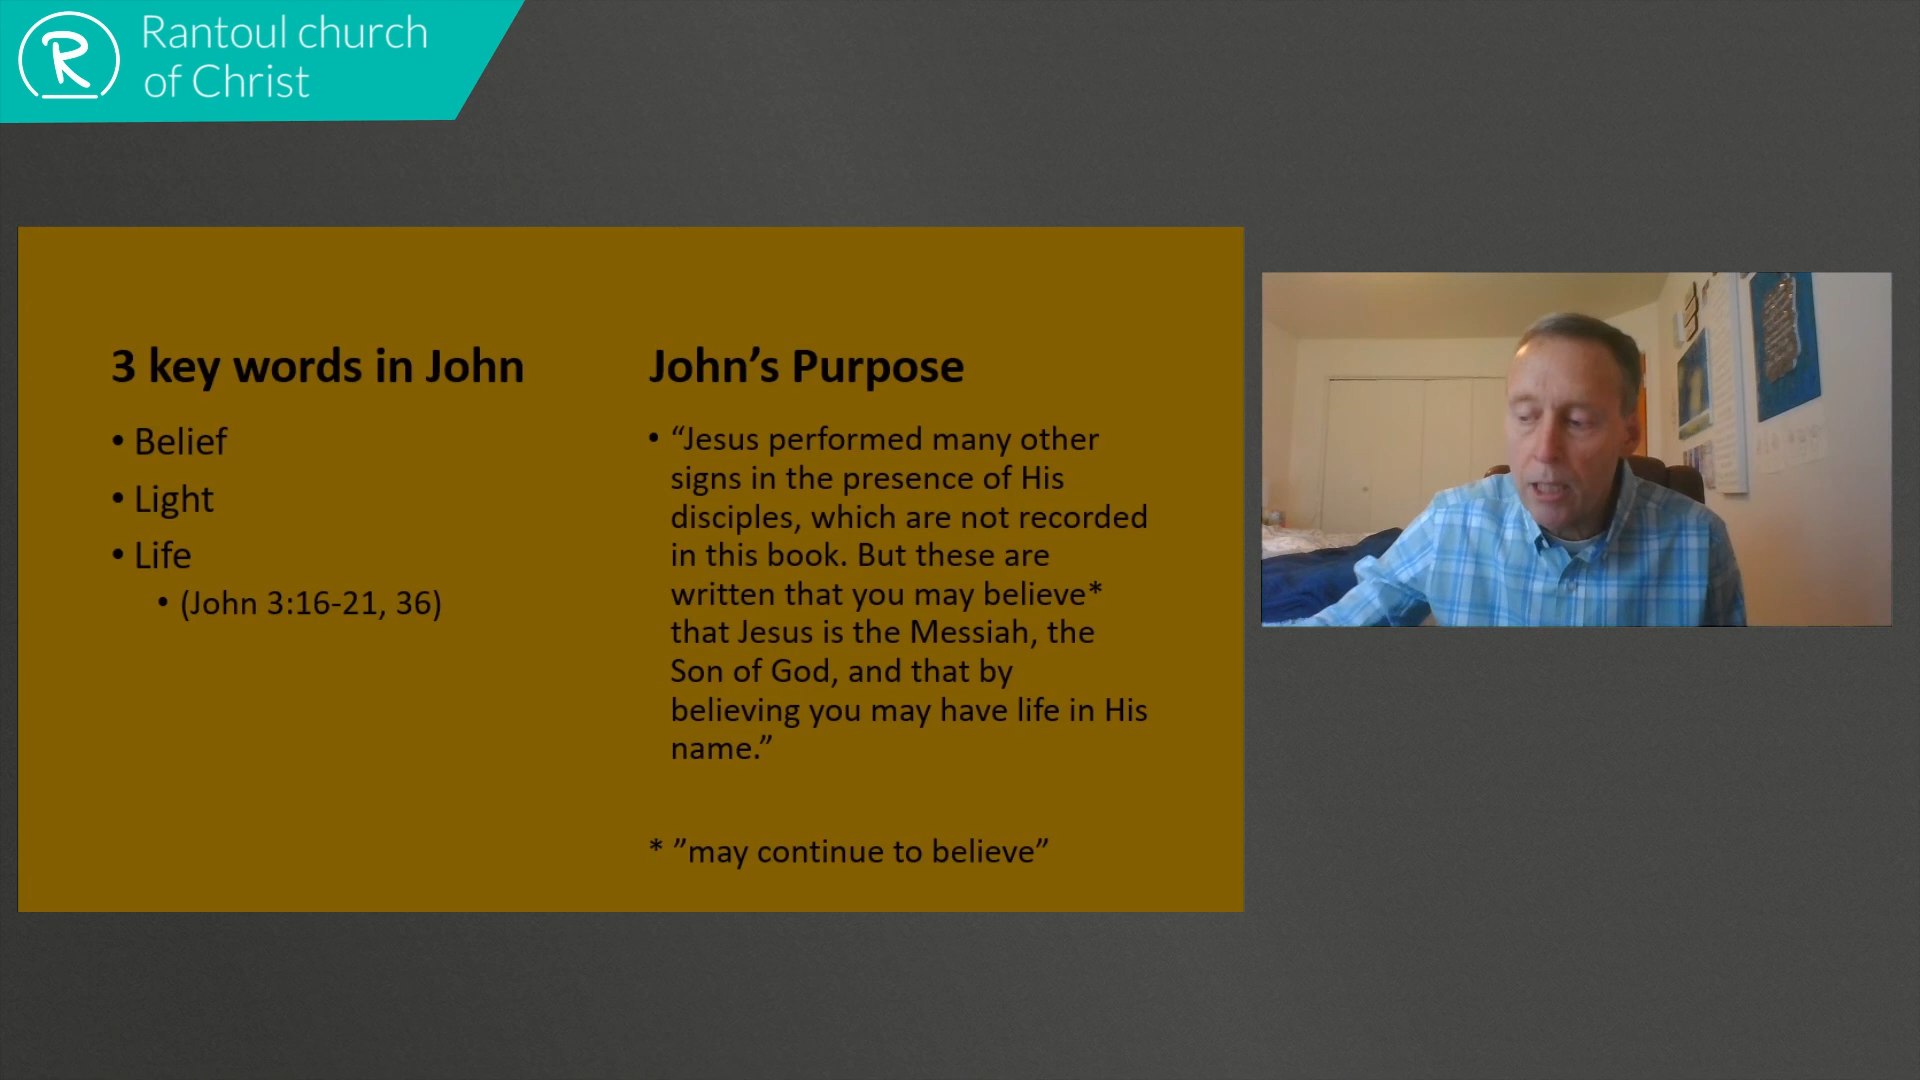 Rantoul church
of Christ
3 key words in John
• Belief
• Light
• Life
• (John 3:16-21, 36)
John’s Purpose
• “Jesus performed many other
signs in the presence of His
disciples, which are not recorded
in this book. But these are
written that you may believe*
that Jesus is the Messiah, the
Son of God, and that by
believing you may have life in His
name.”
* ”may continue to believe”